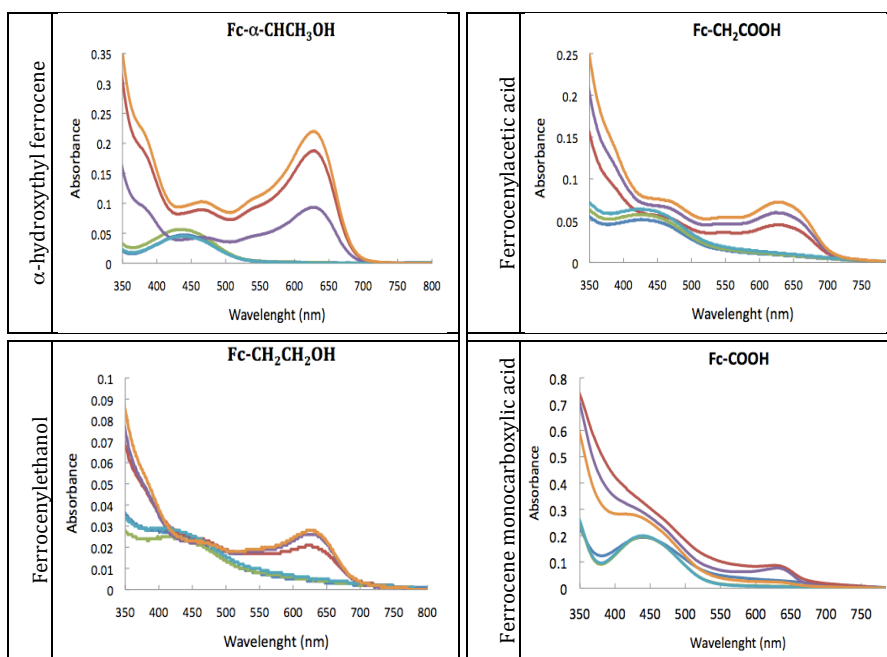 α-hydroxythyl ferrocene
Fc-α-CHCH₃OH
Absorbance
0.35
0.3
0.25
0.2
0.15
0.1
0.05
0
350 400 450 500 550 600 650 700 750 800
Wavelenght (nm)
Ferrocenylacetic acid
Fc-CH₂COOH
Absorbance
0.25
0.2
0.15
0.1
0.05
0
350 400 450 500 550 600 650 700 750
Wavelenght (nm)
Ferrocenylethanol
Fc-CH₂CH₂OH
Absorbance
0.1
0.09
0.08
0.07
0.06
0.05
0.04
0.03
0.02
0.01
0
350 400 450 500 550 600 650 700 750 800
Wavelenght (nm)
Ferrocene monocarboxylic acid
Fc-COOH
Absorbance
0.8
0.7
0.6
0.5
0.4
0.3
0.2
0.1
0
350 400 450 500 550 600 650 700 750
Wavelenght (nm)